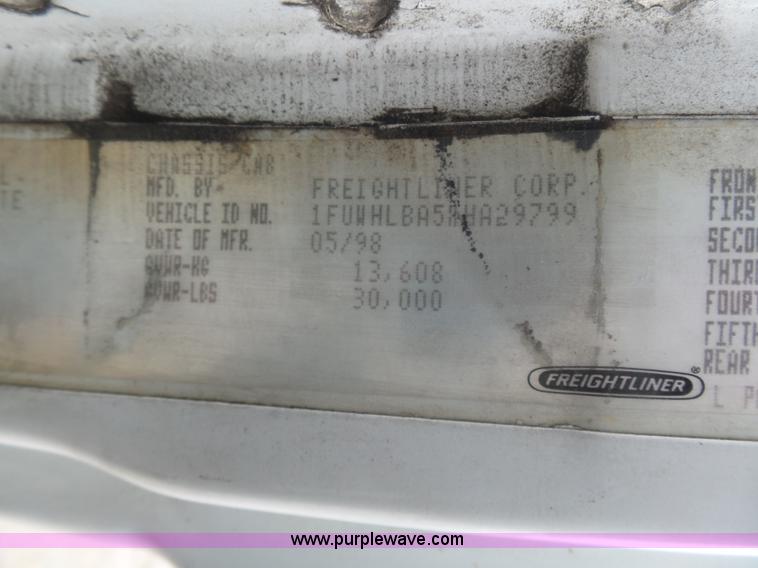 CHASSIS/CAB
MFD. BY FREIGHTLINER CORP.
VEHICLE ID NO.
DATE OF MFR. 05/98
GVWR-KG 13,608
GVWR-LBS 30,000
FREIGHTLINER®
FRON
FIRS
SECO
THIR
FOURT
FIFTH
REAR
L
www.purplewave.com